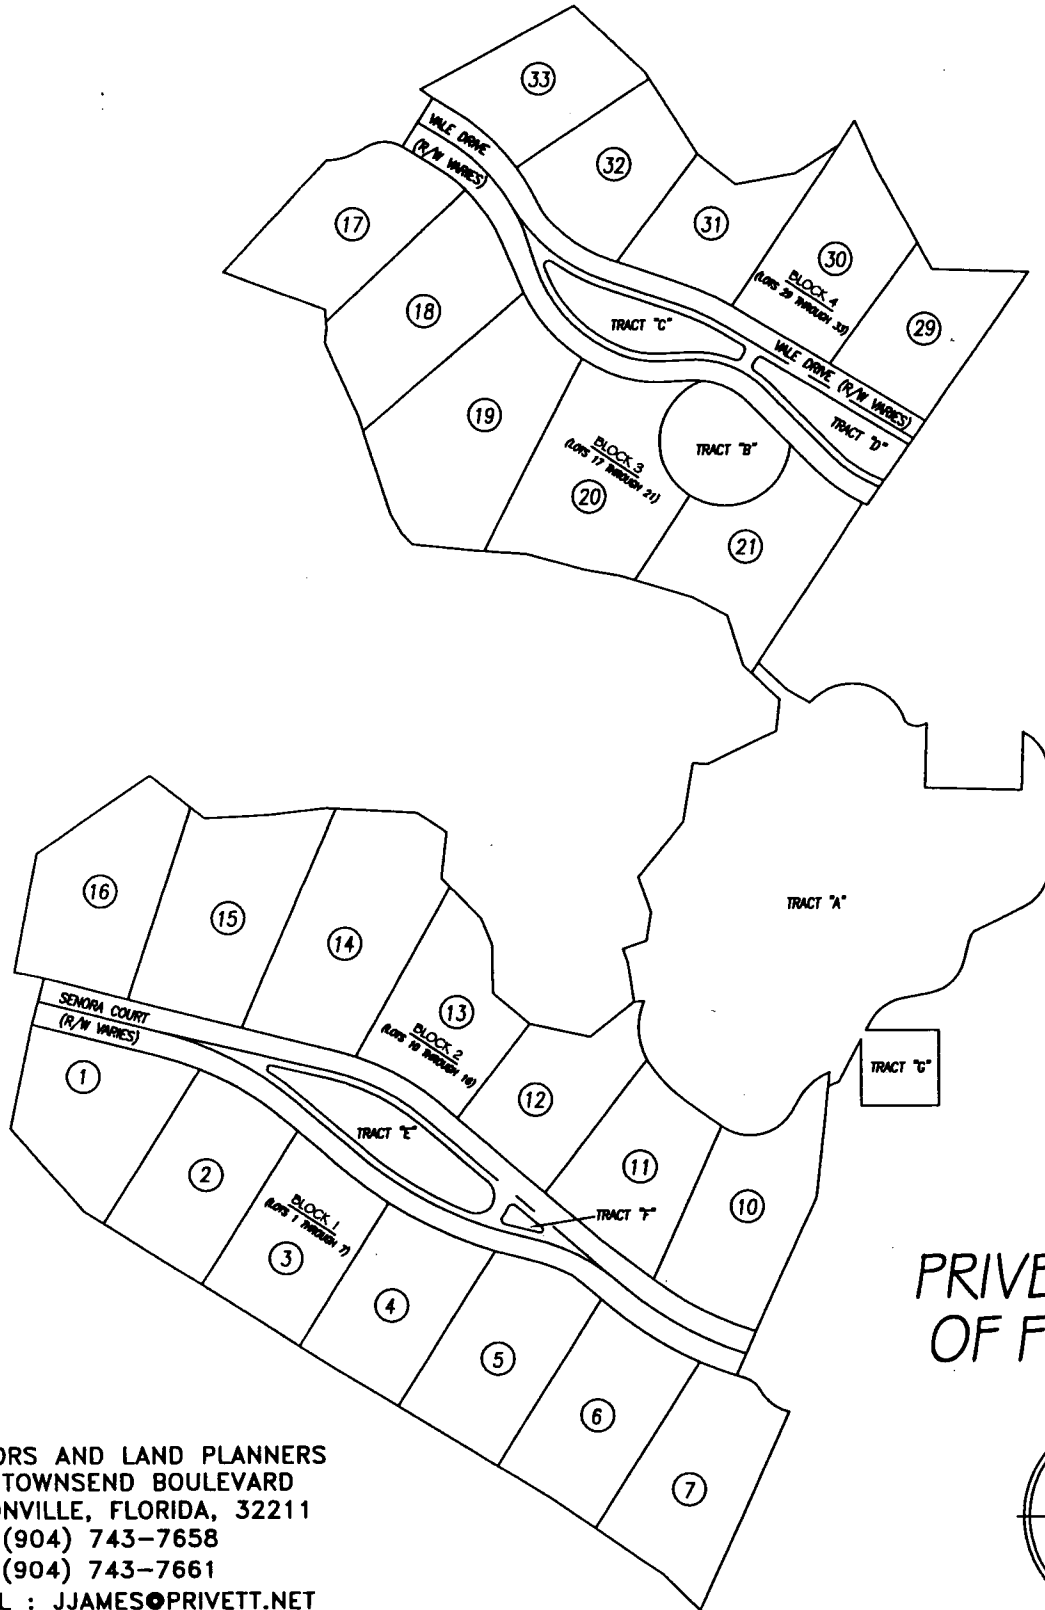 33
VALE DRIVE
(R/W VARIES)
32
17
31
30
BLOCK 4
(LOTS 29 THROUGH 33)
18
TRACT "C"
29
VALE DRIVE (R/W VARIES)
19
TRACT "D"
TRACT "B"
BLOCK 3
(LOTS 17 THROUGH 21)
20
21
16
TRACT "A"
15
14
SENORA COURT
(R/W VARIES)
13
BLOCK 2
(LOTS 10 THROUGH 16)
TRACT "G"
1
12
TRACT "E"
11
2
10
BLOCK 1
(LOTS 1 THROUGH 7)
TRACT "F"
3
4
5
6
7
PRIVE
OF F
ORS AND LAND PLANNERS
TOWNSEND BOULEVARD
ONVILLE, FLORIDA, 32211
(904) 743-7658
(904) 743-7661
L : JJAMES@PRIVETT.NET